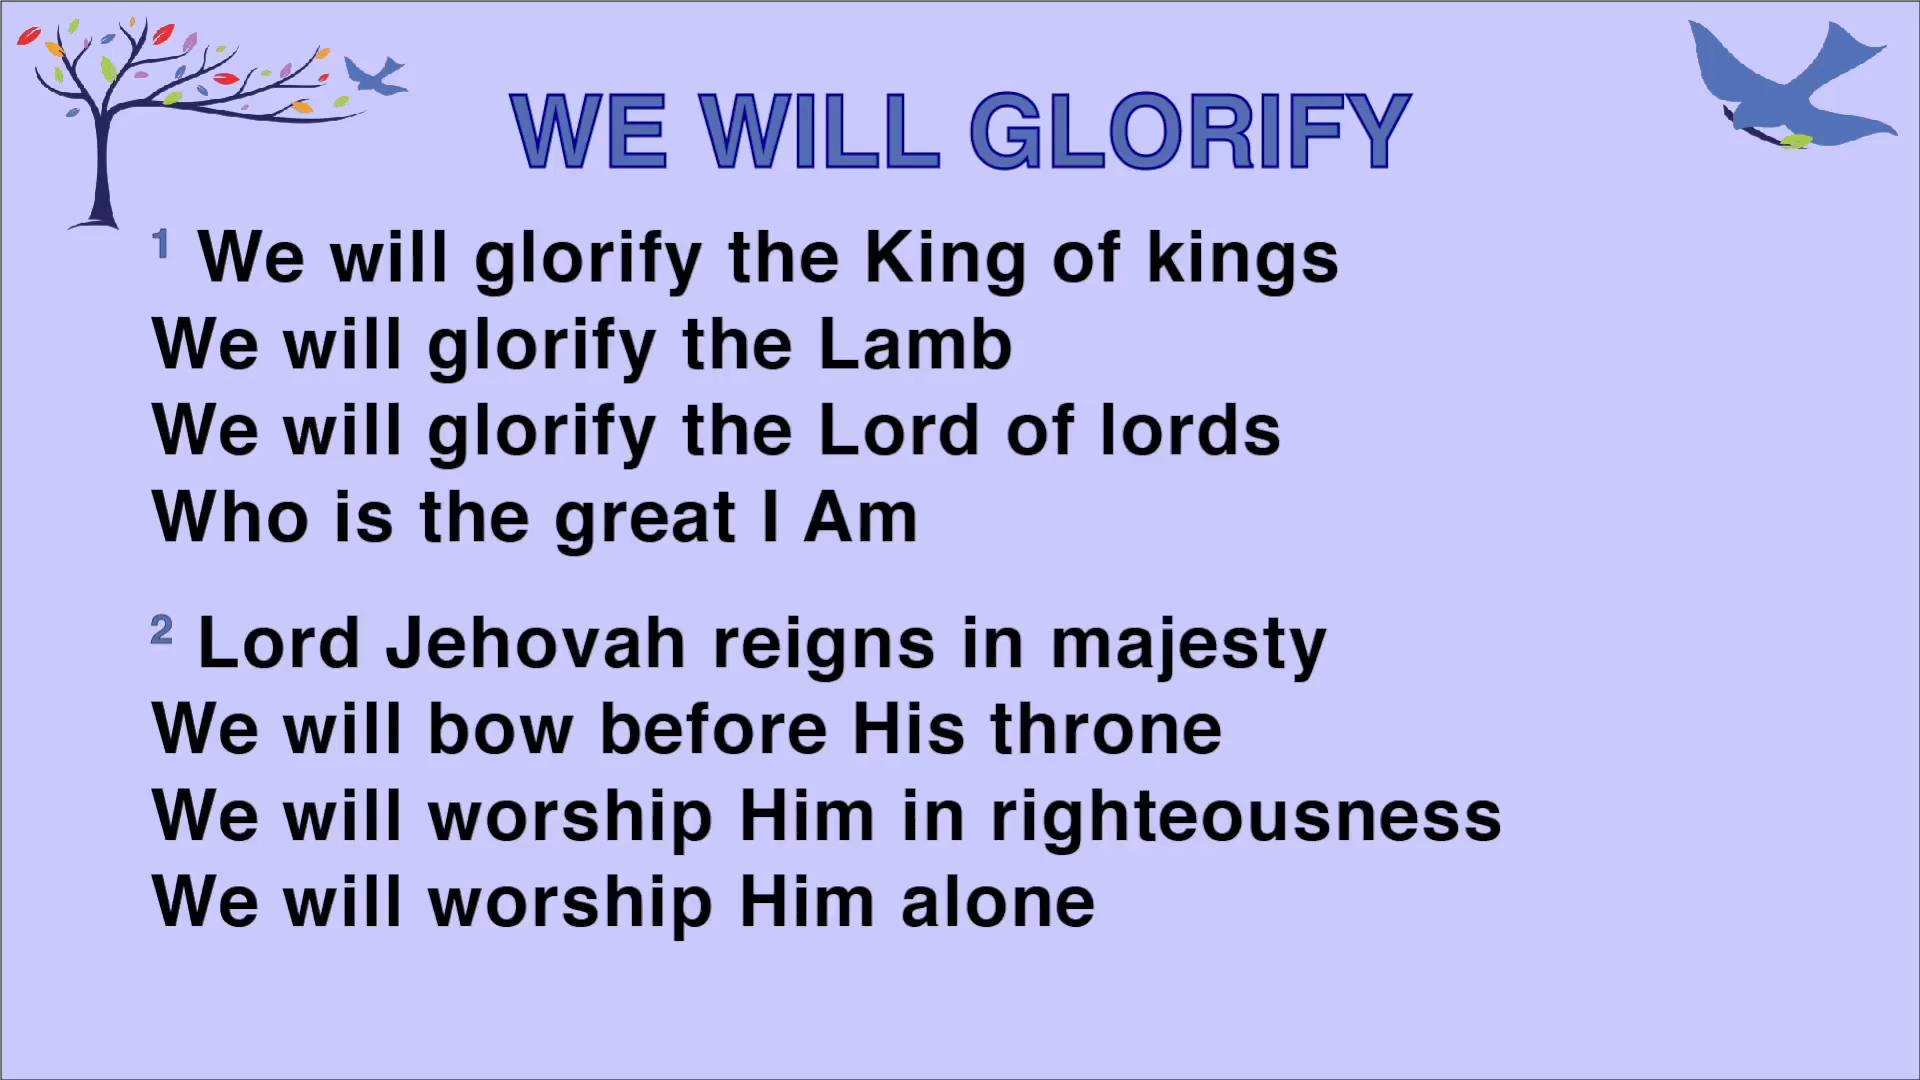 WE WILL GLORIFY
1 We will glorify the King of kings
We will glorify the Lamb
We will glorify the Lord of lords
Who is the great I Am
2 Lord Jehovah reigns in majesty
We will bow before His throne
We will worship Him in righteousness
We will worship Him alone